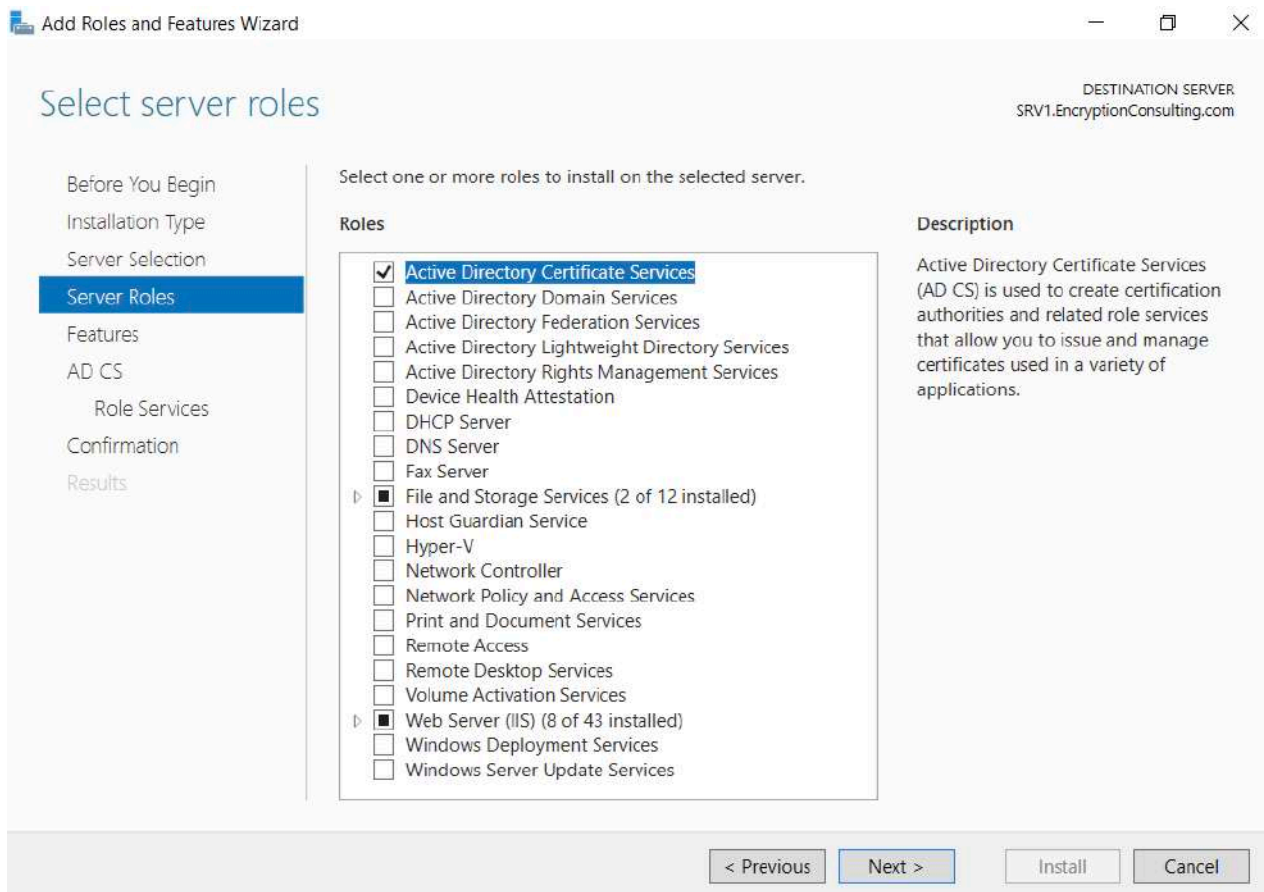 Add Roles and Features Wizard
Select server roles
DESTINATION SERVER
SRV1.EncryptionConsulting.com
Before You Begin
Installation Type
Server Selection
Server Roles
Features
AD CS
Role Services
Confirmation
Results
Select one or more roles to install on the selected server.
Roles
Active Directory Certificate Services
Active Directory Domain Services
Active Directory Federation Services
Active Directory Lightweight Directory Services
Active Directory Rights Management Services
Device Health Attestation
DHCP Server
DNS Server
Fax Server
File and Storage Services (2 of 12 installed)
Host Guardian Service
Hyper-V
Network Controller
Network Policy and Access Services
Print and Document Services
Remote Access
Remote Desktop Services
Volume Activation Services
Web Server (IIS) (8 of 43 installed)
Windows Deployment Services
Windows Server Update Services
Description
Active Directory Certificate Services
(AD CS) is used to create certification
authorities and related role services
that allow you to issue and manage
certificates used in a variety of
applications.
< Previous
Next >
Install
Cancel